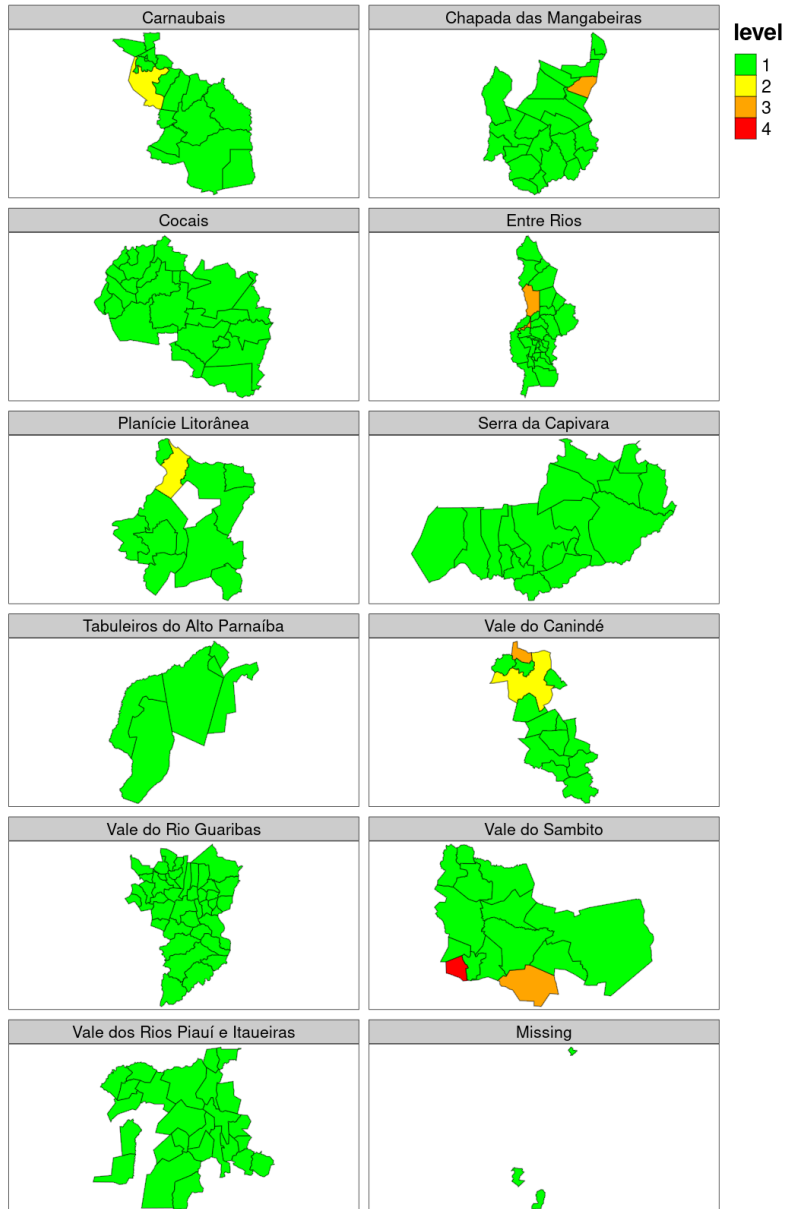 Carnaubais
Chapada das Mangabeiras
level
1
2
3
4
Cocais
Entre Rios
Planície Litorânea
Serra da Capivara
Tabuleiros do Alto Parnaíba
Vale do Canindé
Vale do Rio Guaribas
Vale do Sambito
Vale dos Rios Piauí e Itaueiras
Missing